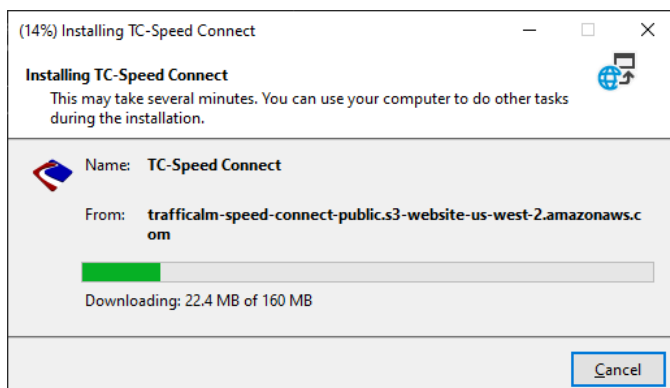 (14%) Installing TC-Speed Connect
Installing TC-Speed Connect
This may take several minutes. You can use your computer to do other tasks
during the installation.
Name: TC-Speed Connect
From: trafficalm-speed-connect-public.s3-website-us-west-2.amazonaws.c
om
Downloading: 22.4 MB of 160 MB
Cancel